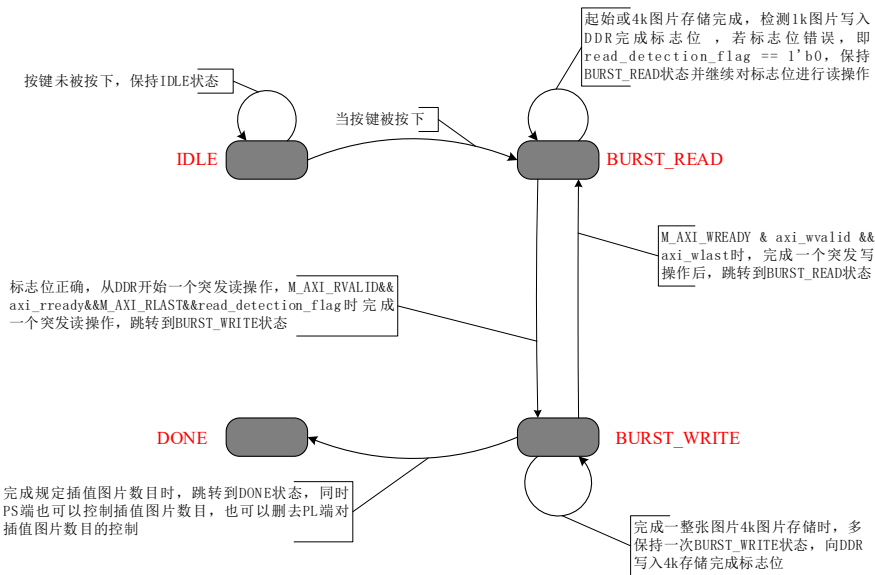 起始或4k图片存储完成，检测1k图片写入
DDR完成标志位 ，若标志位错误，即
read_detection_flag == 1'b0，保持
BURST_READ状态并继续对标志位进行读操作
按键未被按下，保持IDLE状态
当按键被按下
IDLE
BURST_READ
M_AXI_WREADY & axi_wvalid &&
axi_wlast时，完成一个突发写
操作后，跳转到BURST_READ状态
标志位正确，从DDR开始一个突发读操作，M_AXI_RVALID&&
axi_rready&&M_AXI_RLAST&&read_detection_flag时完成
一个突发读操作，跳转到BURST_WRITE状态
DONE
BURST_WRITE
完成规定插值图片数目时，跳转到DONE状态，同时
PS端也可以控制插值图片数目，也可以删去PL端对
插值图片数目的控制
完成一整张图片4k图片存储时，多
保持一次BURST_WRITE状态，向DDR
写入4k存储完成标志位